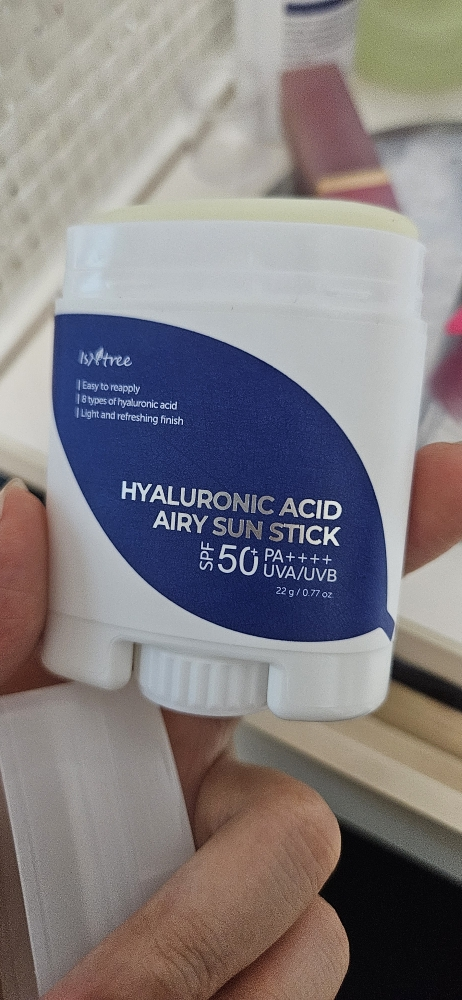 Isntree
Easy to reapply
8 types of hyaluronic acid
Light and refreshing finish
HYALURONIC ACID
AIRY SUN STICK
SPF 50+ PA++++
UVA/UVB
22 g / 0.77 oz.